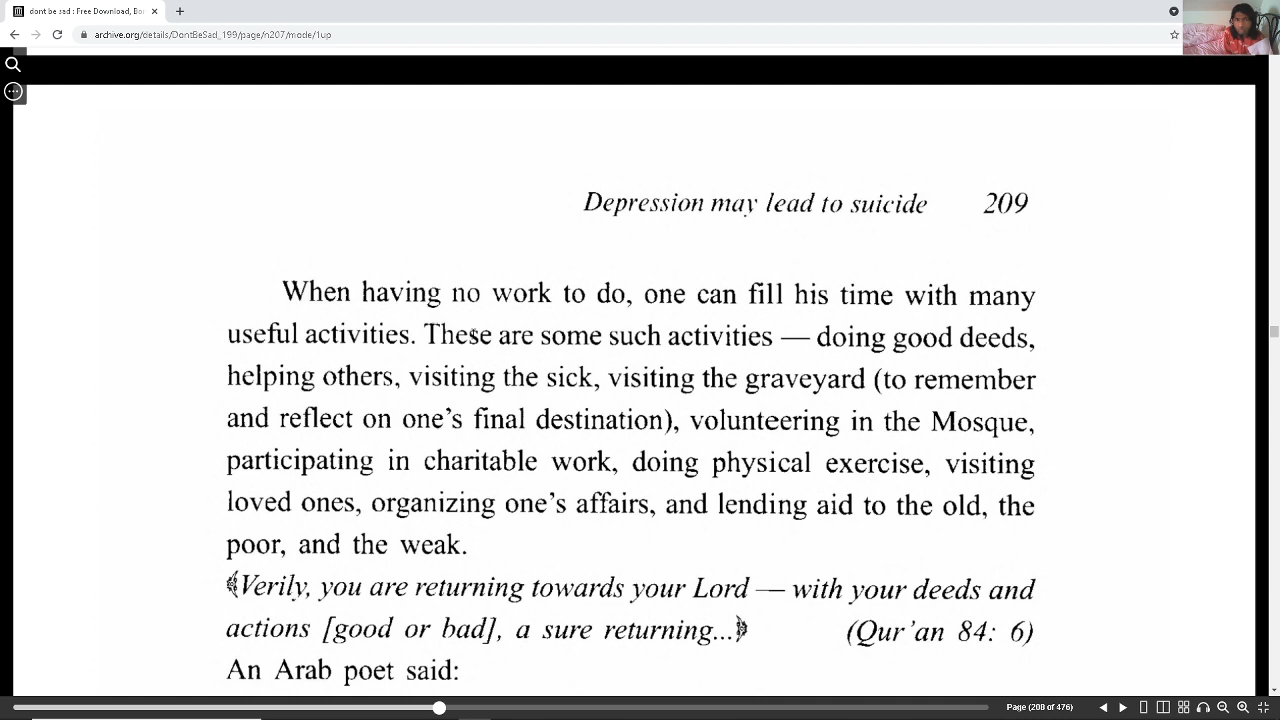 dont be sad : Free Download, Bor
archive.org/details/DontBeSad_199/page/n207/mode/1up
Depression may lead to suicide 209
When having no work to do, one can fill his time with many
useful activities. These are some such activities — doing good deeds,
helping others, visiting the sick, visiting the graveyard (to remember
and reflect on one's final destination), volunteering in the Mosque,
participating in charitable work, doing physical exercise, visiting
loved ones, organizing one's affairs, and lending aid to the old, the
poor, and the weak.
﴾Verily, you are returning towards your Lord — with your deeds and
actions [good or bad], a sure returning...﴿ (Qur'an 84: 6)
An Arab poet said:
Page (208 of 476)